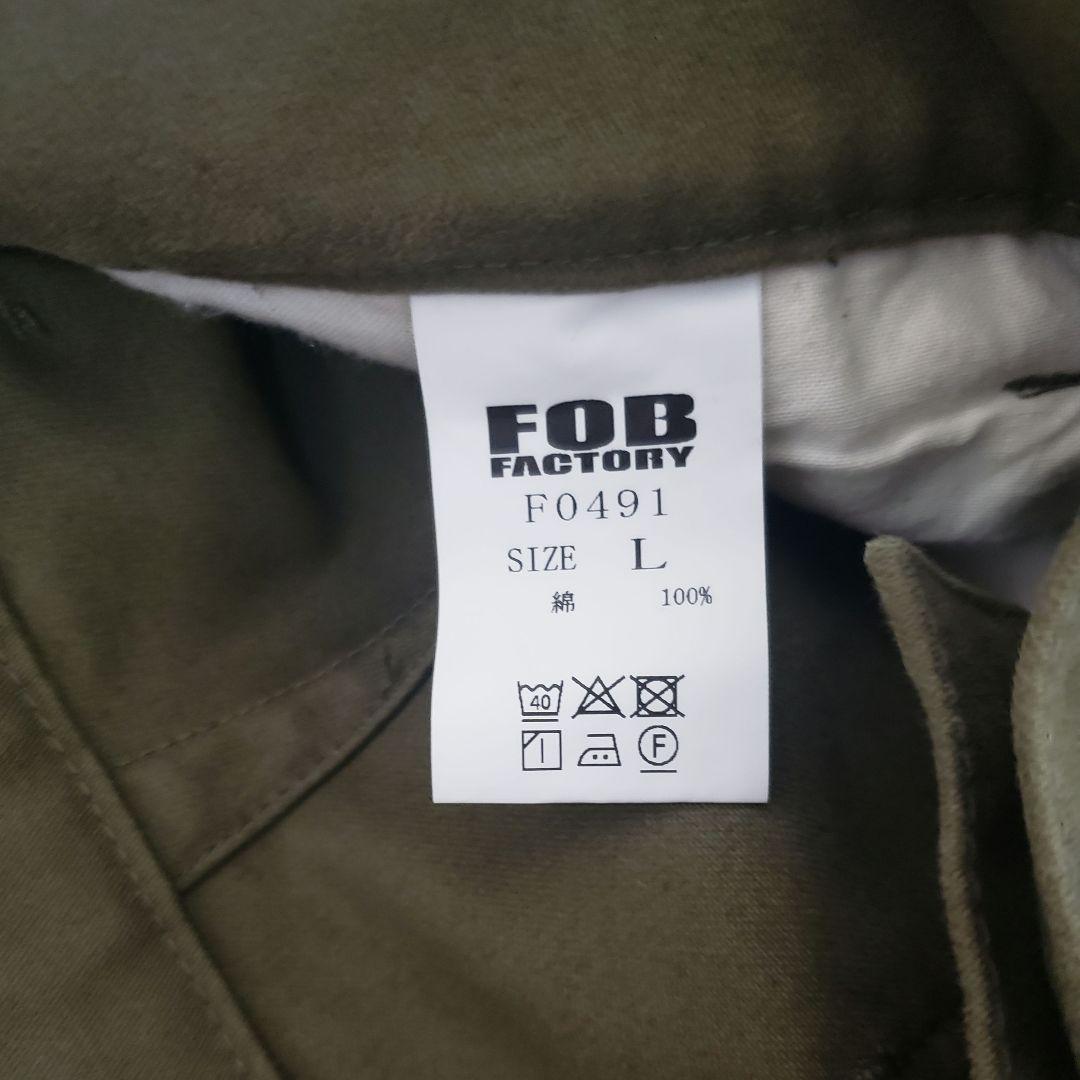 FOB
FACTORY
F0491
SIZE L
綿 100%
40
F